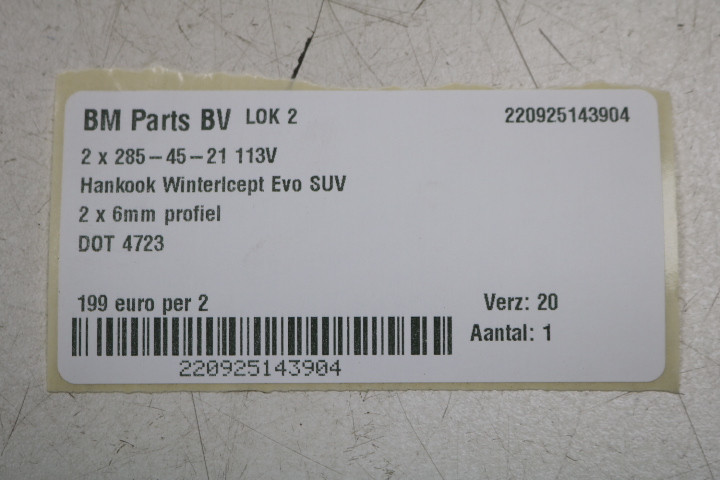 BM Parts BV LOK 2 220925143904
2 x 285-45-21 113V
Hankook WinterIcept Evo SUV
2 x 6mm profiel
DOT 4723
199 euro per 2 Verz: 20
Aantal: 1
220925143904